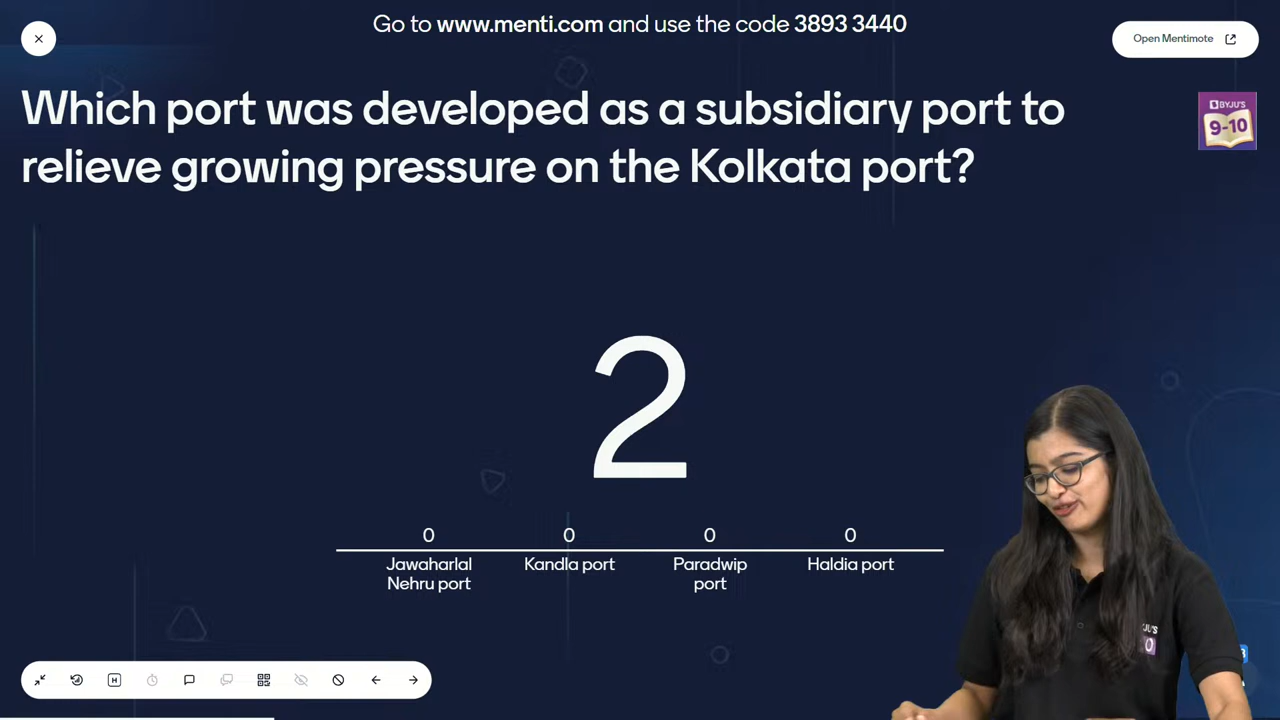 Go to www.menti.com and use the code 3893 3440
Open Mentimote
Which port was developed as a subsidiary port to
relieve growing pressure on the Kolkata port?
BYJU'S
9-10
2
0
0
0
0
Jawaharlal
Nehru port
Kandla port
Paradwip
port
Haldia port
H